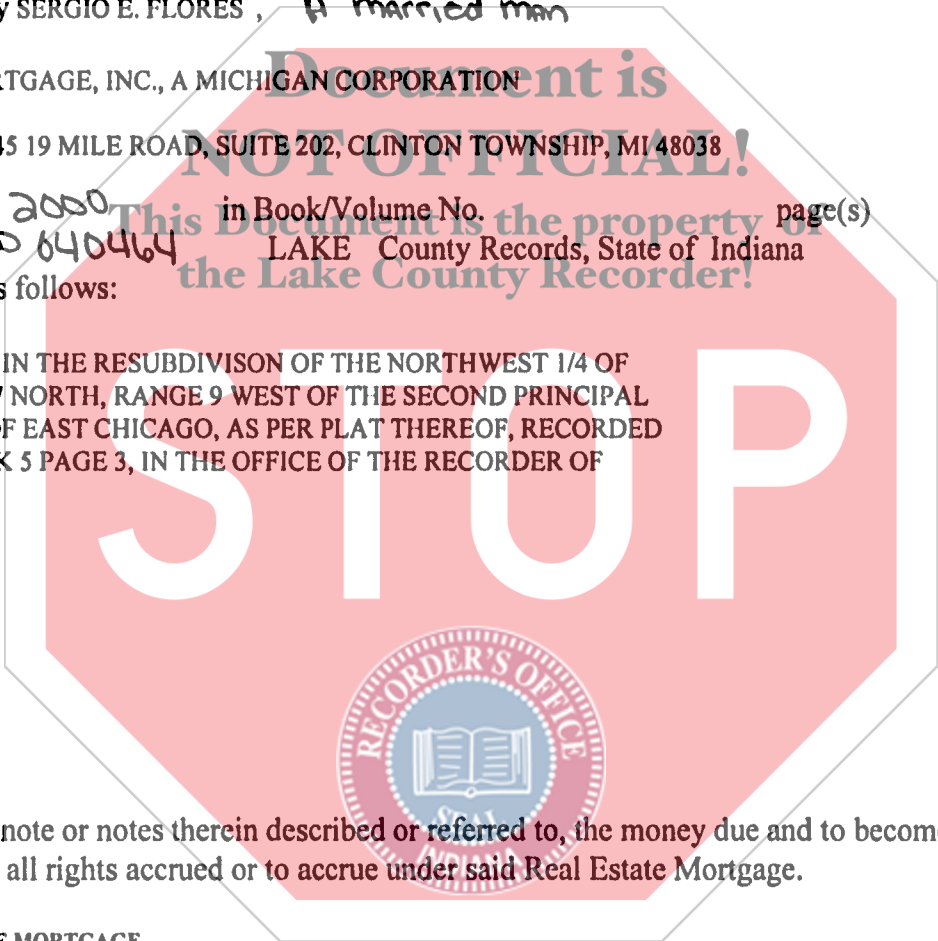 y SERGIO E. FLORES , A married man
Document is
RTGAGE, INC., A MICHIGAN CORPORATION
NOT OFFICIAL!
45 19 MILE ROAD, SUITE 202, CLINTON TOWNSHIP, MI 48038
2000 in Book/Volume No. page(s)
This Document is the property of
640464 LAKE County Records, State of Indiana
the Lake County Recorder!
s follows:
IN THE RESUBDIVISON OF THE NORTHWEST 1/4 OF
NORTH, RANGE 9 WEST OF THE SECOND PRINCIPAL
F EAST CHICAGO, AS PER PLAT THEREOF, RECORDED
K 5 PAGE 3, IN THE OFFICE OF THE RECORDER OF
STOP
RECORDER'S OFFICE
SEAL
INDIANA
note or notes therein described or referred to, the money due and to become
all rights accrued or to accrue under said Real Estate Mortgage.
F MORTGAGE